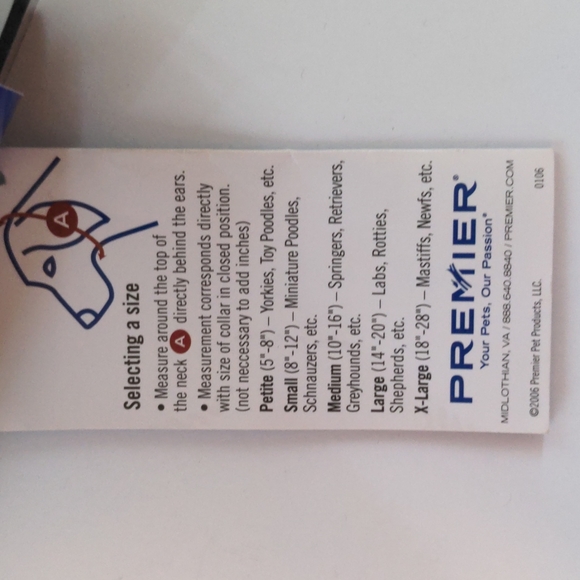 A
Selecting a size
• Measure around the top of
the neck A directly behind the ears.
• Measurement corresponds directly
with size of collar in closed position.
(not neccessary to add inches)
Petite (5"-8") – Yorkies, Toy Poodles, etc.
Small (8"-12") – Miniature Poodles,
Schnauzers, etc.
Medium (10"-16") – Springers, Retrievers,
Greyhounds, etc.
Large (14"-20") – Labs, Rotties,
Shepherds, etc.
X-Large (18"-28") – Mastiffs, Newfs, etc.
PREMIER®
Your Pets, Our Passion®
MIDLOTHIAN, VA / 888.640.8840 / PREMIER.COM
©2006 Premier Pet Products, LLC. 0106